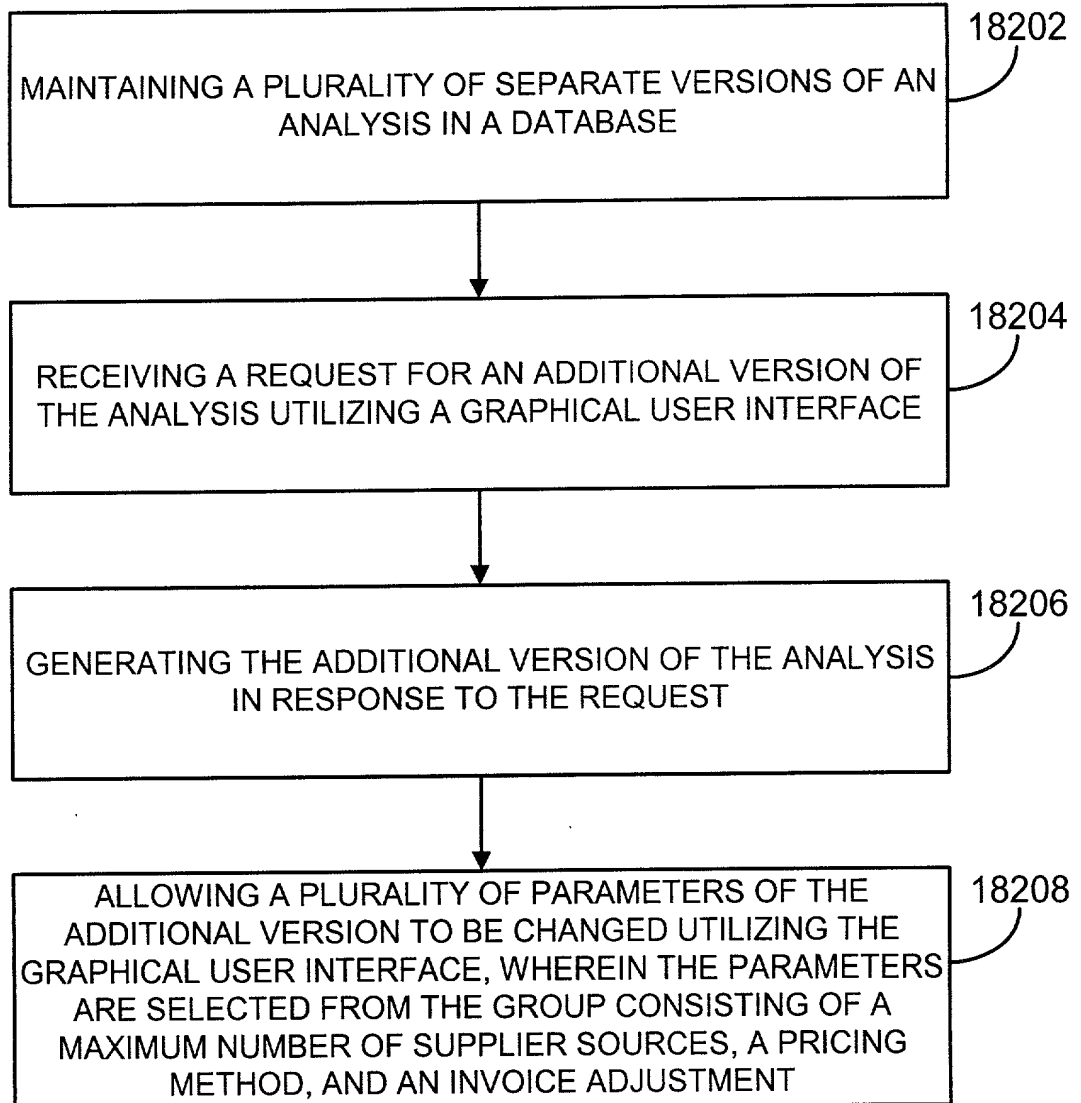 18202
MAINTAINING A PLURALITY OF SEPARATE VERSIONS OF AN
ANALYSIS IN A DATABASE
18204
RECEIVING A REQUEST FOR AN ADDITIONAL VERSION OF
THE ANALYSIS UTILIZING A GRAPHICAL USER INTERFACE
18206
GENERATING THE ADDITIONAL VERSION OF THE ANALYSIS
IN RESPONSE TO THE REQUEST
18208
ALLOWING A PLURALITY OF PARAMETERS OF THE
ADDITIONAL VERSION TO BE CHANGED UTILIZING THE
GRAPHICAL USER INTERFACE, WHEREIN THE PARAMETERS
ARE SELECTED FROM THE GROUP CONSISTING OF A
MAXIMUM NUMBER OF SUPPLIER SOURCES, A PRICING
METHOD, AND AN INVOICE ADJUSTMENT